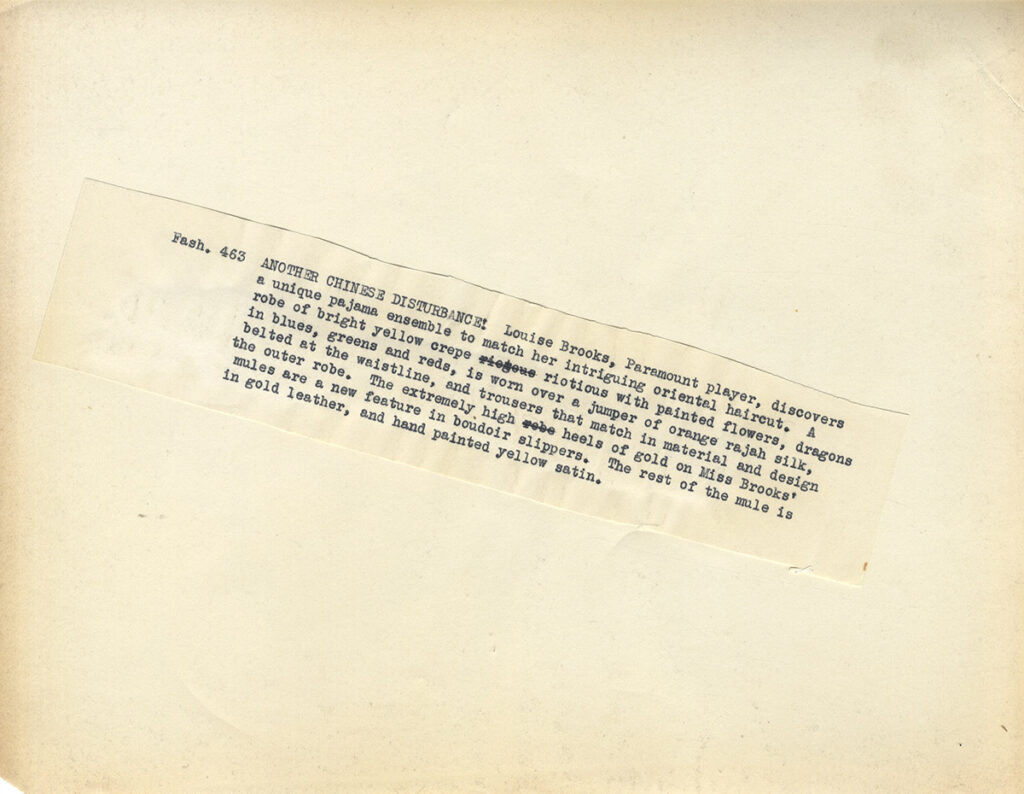 Fash. 463 ANOTHER CHINESE DISTURBANCE! Louise Brooks, Paramount player, discovers
a unique pajama ensemble to match her intriguing oriental haircut. A
robe of bright yellow crepe riotious with painted flowers, dragons
in blues, greens and reds, is worn over a jumper of orange rajah silk,
belted at the waistline, and trousers that match in material and design
the outer robe. The extremely high robe heels of gold on Miss Brooks'
mules are a new feature in boudoir slippers. The rest of the mule is
in gold leather, and hand painted yellow satin.